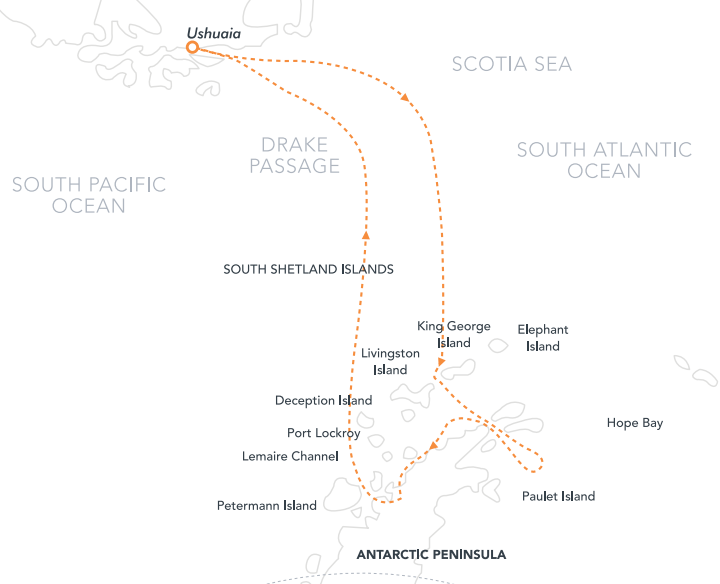 Ushuaia
SCOTIA SEA
DRAKE
PASSAGE
SOUTH ATLANTIC
OCEAN
SOUTH PACIFIC
OCEAN
SOUTH SHETLAND ISLANDS
King George
Island
Elephant
Island
Livingston
Island
Deception Island
Hope Bay
Port Lockroy
Lemaire Channel
Paulet Island
Petermann Island
ANTARCTIC PENINSULA